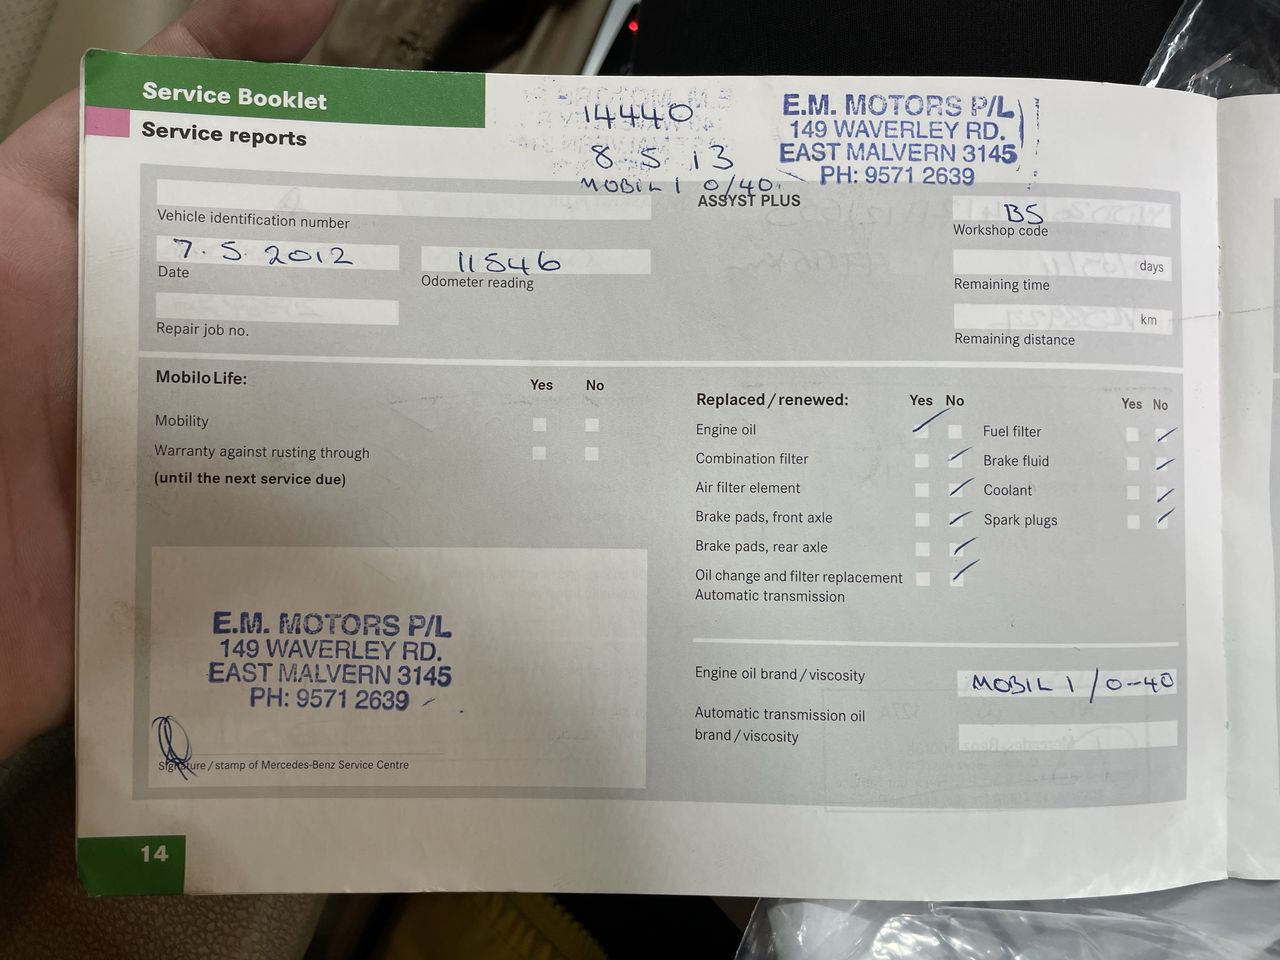 Service Booklet
Service reports
14440
8 5 13
MOBIL 1 0/40
E.M. MOTORS P/L
149 WAVERLEY RD.
EAST MALVERN 3145
PH: 9571 2639
ASSYST PLUS
Vehicle identification number
BS
Workshop code
7.5.2012
Date
11546
Odometer reading
days
Remaining time
Repair job no.
km
Remaining distance
MobiloLife:
Yes No
Mobility
Warranty against rusting through
(until the next service due)
Replaced / renewed: Yes No
Engine oil
Combination filter
Air filter element
Brake pads, front axle
Brake pads, rear axle
Oil change and filter replacement
Automatic transmission
Yes No
Fuel filter
Brake fluid
Coolant
Spark plugs
E.M. MOTORS P/L
149 WAVERLEY RD.
EAST MALVERN 3145
PH: 9571 2639
Signature / stamp of Mercedes-Benz Service Centre
Engine oil brand / viscosity
MOBIL 1 / 0-40
Automatic transmission oil
brand / viscosity
14